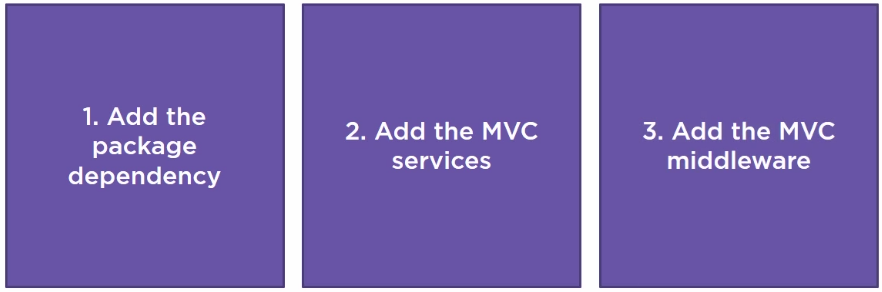 1. Add the
package
dependency
2. Add the MVC
services
3. Add the MVC
middleware